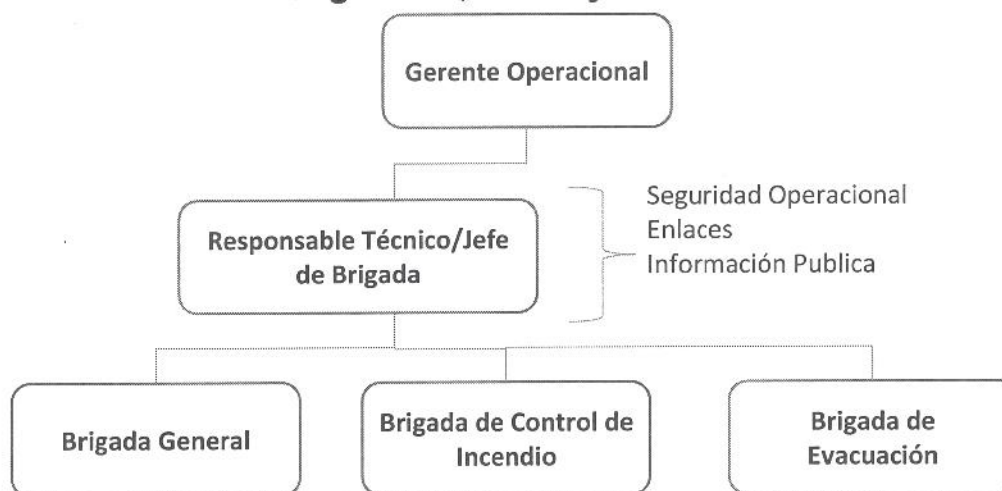 Gerente Operacional
Responsable Técnico/Jefe
de Brigada
Seguridad Operacional
Enlaces
Información Publica
Brigada General
Brigada de Control de
Incendio
Brigada de
Evacuación